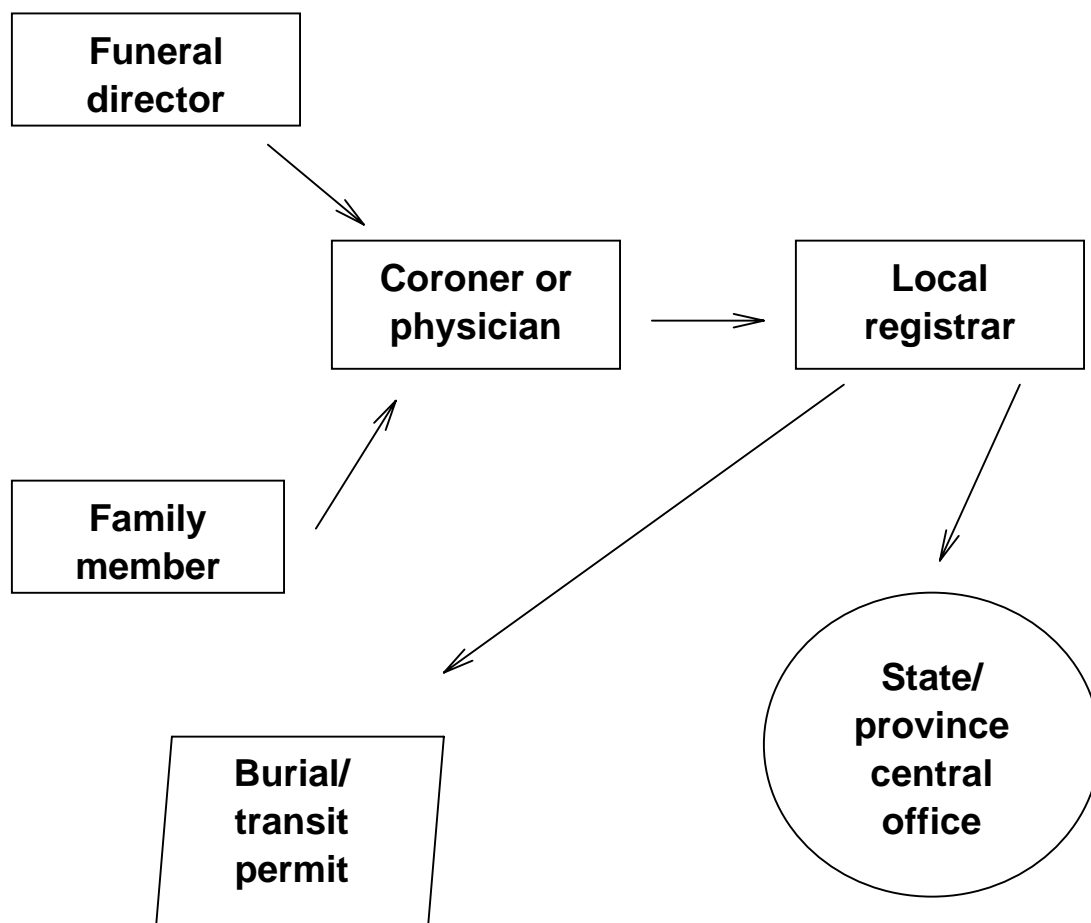 Funeral
director
Coroner or
physician
Local
registrar
Family
member
State/
province
central
office
Burial/
transit
permit